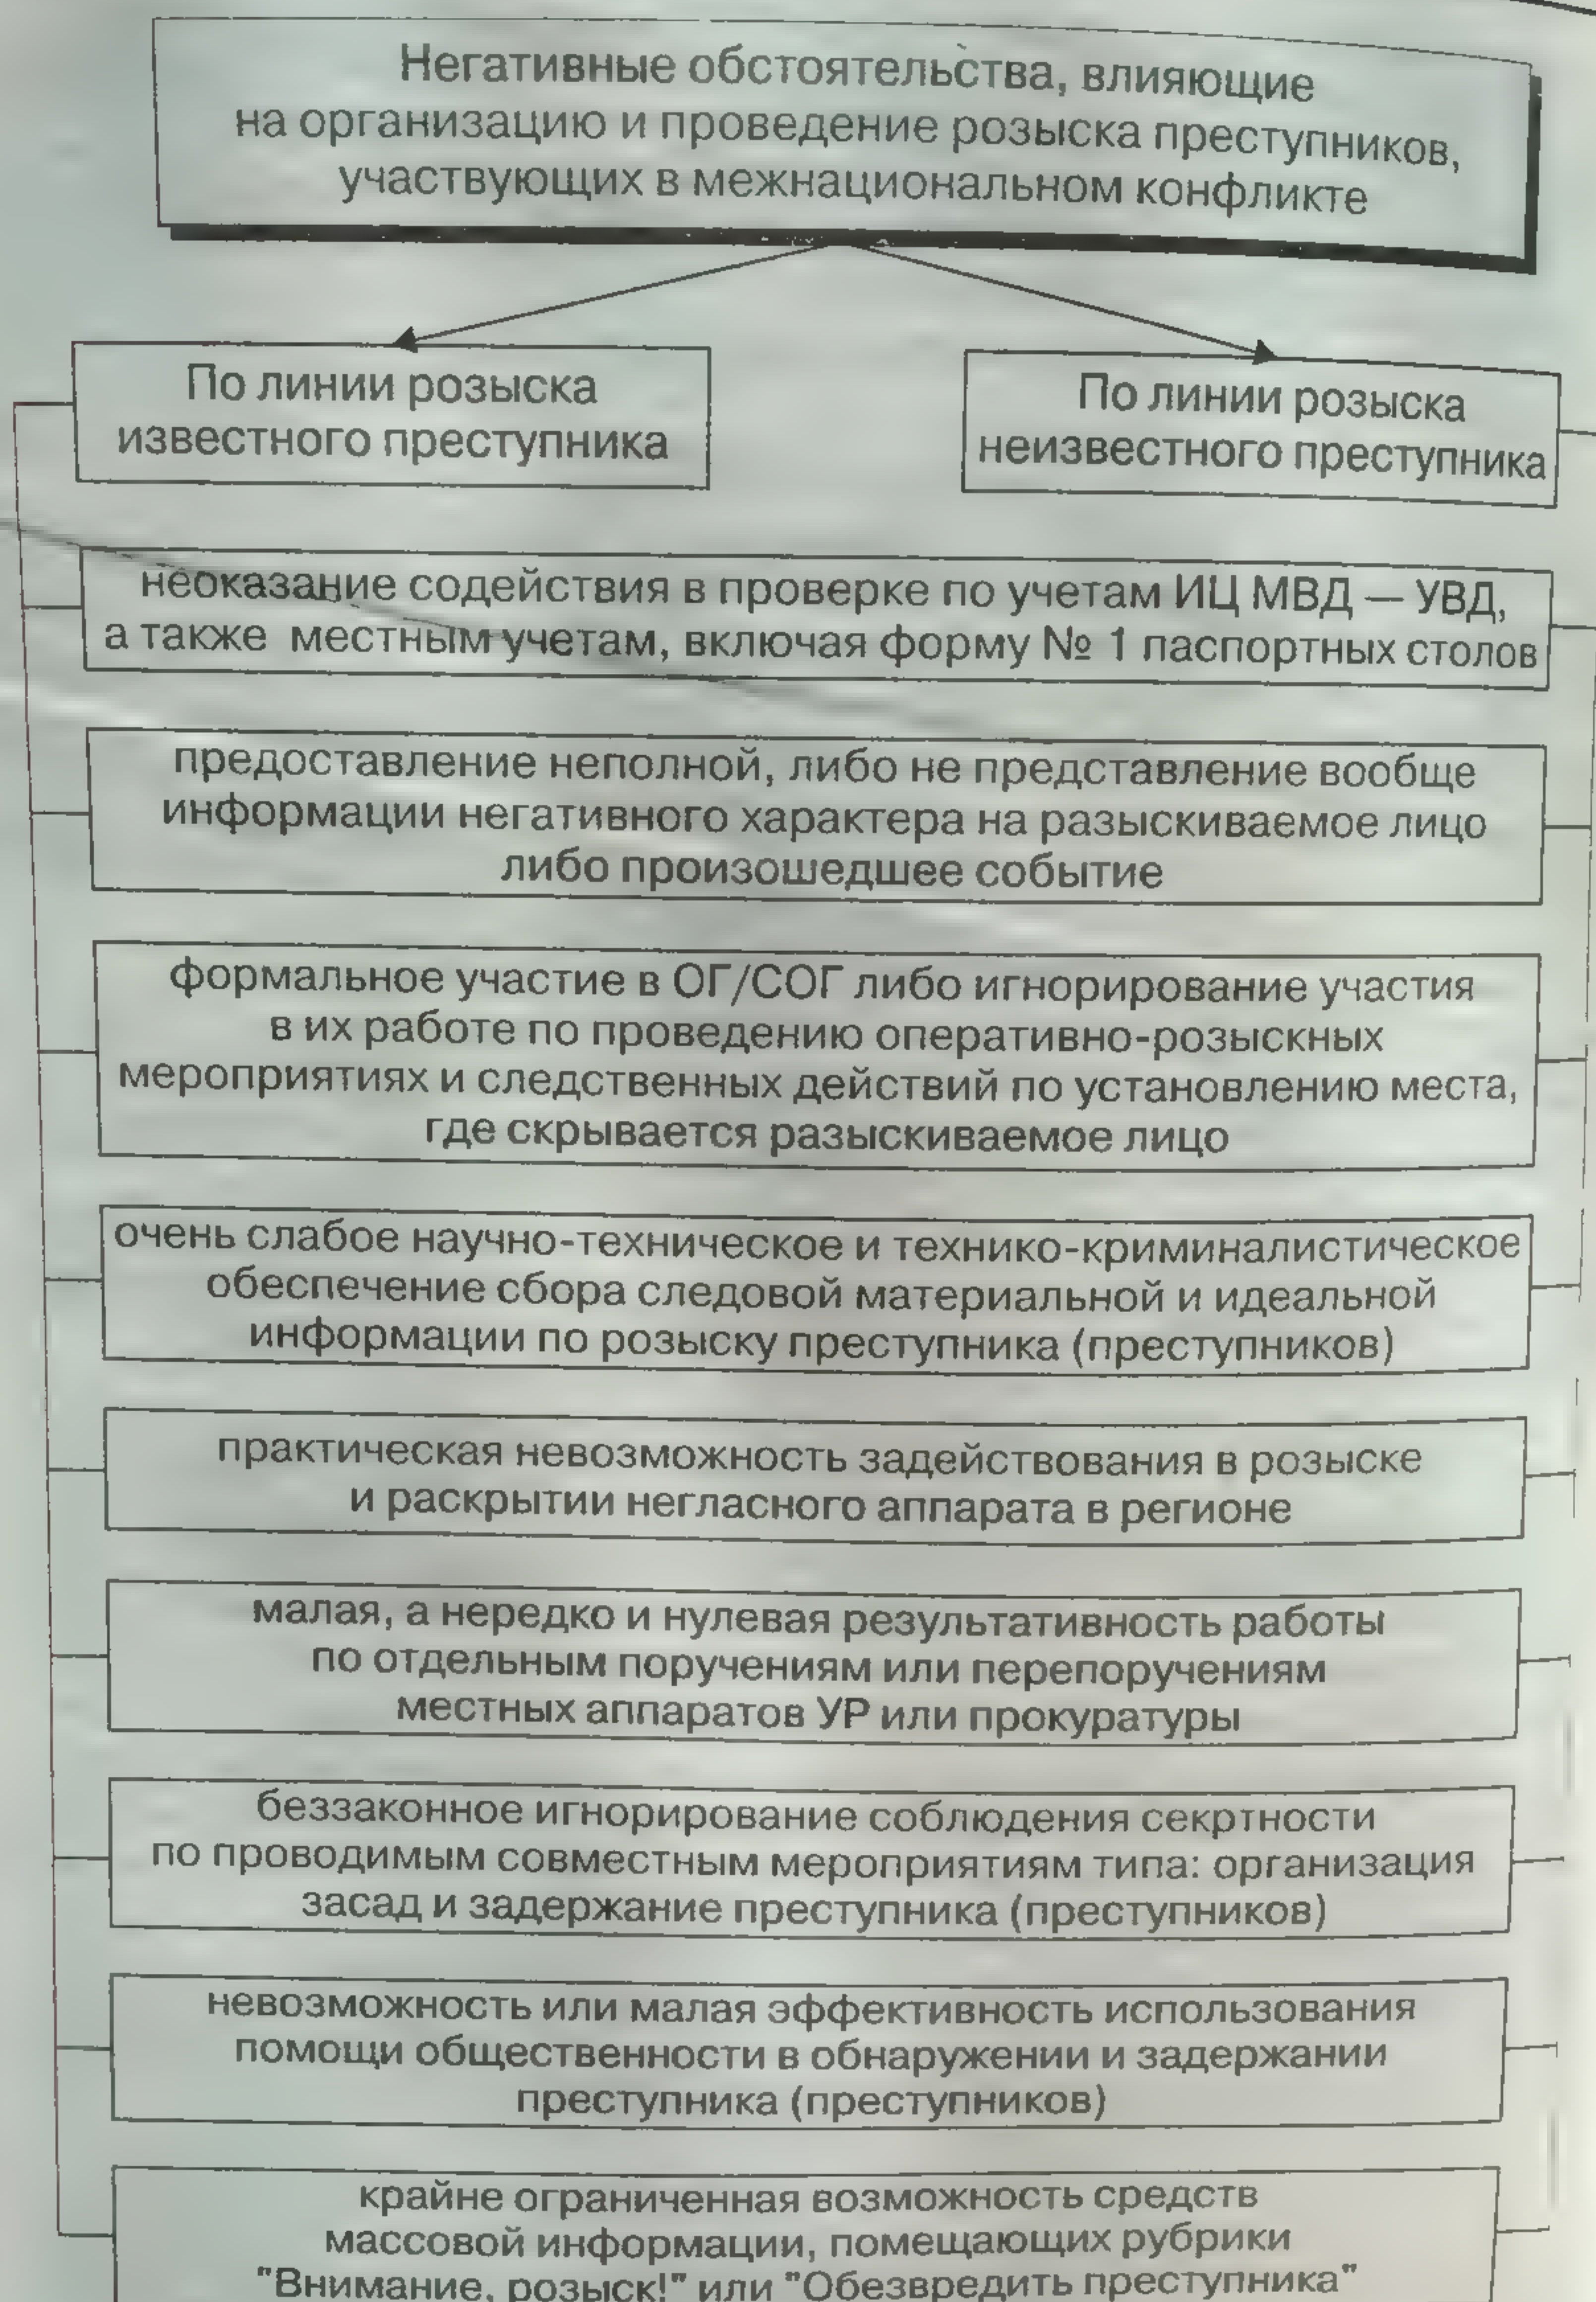 Негативные обстоятельства, влияющие
на организацию и проведение розыска преступников,
участвующих в межнациональном конфликте
По линии розыска
известного преступника
По линии розыска
неизвестного преступника
неоказание содействия в проверке по учетам ИЦ МВД — УВД,
а также местным учетам, включая форму № 1 паспортных столов
предоставление неполной, либо не представление вообще
информации негативного характера на разыскиваемое лицо
либо произошедшее событие
формальное участие в ОГ/СОГ либо игнорирование участия
в их работе по проведению оперативно-розыскных
мероприятиях и следственных действий по установлению места,
где скрывается разыскиваемое лицо
очень слабое научно-техническое и технико-криминалистическое
обеспечение сбора следовой материальной и идеальной
информации по розыску преступника (преступников)
практическая невозможность задействования в розыске
и раскрытии негласного аппарата в регионе
малая, а нередко и нулевая результативность работы
по отдельным поручениям или перепоручениям
местных аппаратов УР или прокуратуры
беззаконное игнорирование соблюдения секртности
по проводимым совместным мероприятиям типа: организация
засад и задержание преступника (преступников)
невозможность или малая эффективность использования
помощи общественности в обнаружении и задержании
преступника (преступников)
крайне ограниченная возможность средств
массовой информации, помещающих рубрики
"Внимание, розыск!" или "Обезвредить преступника"